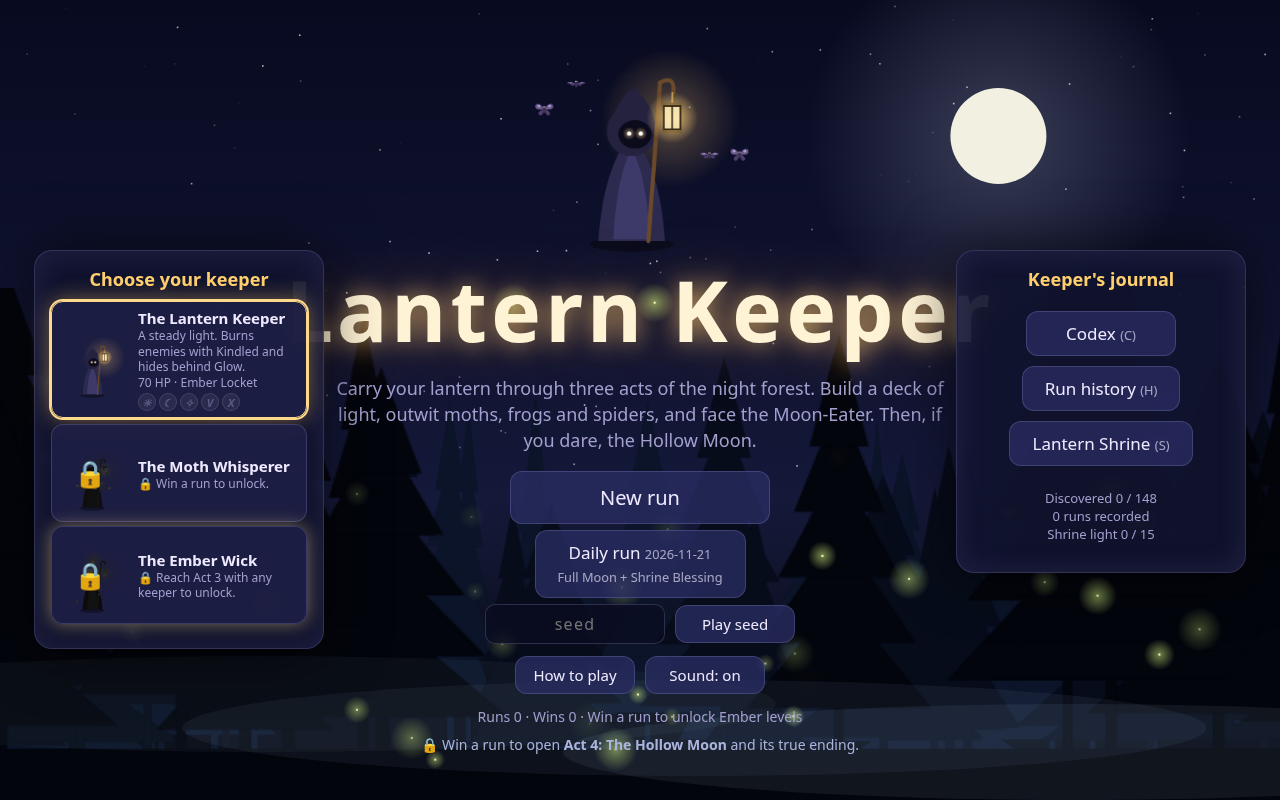 Choose your keeper
The Lantern Keeper
A steady light. Burns
enemies with Kindled and
hides behind Glow.
70 HP · Ember Locket
☀ ☾ ✧ V X
The Moth Whisperer
🔒 Win a run to unlock.
The Ember Wick
🔒 Reach Act 3 with any
keeper to unlock.
Lantern Keeper
Carry your lantern through three acts of the night forest. Build a deck of
light, outwit moths, frogs and spiders, and face the Moon-Eater. Then, if
you dare, the Hollow Moon.
New run
Daily run 2026-11-21
Full Moon + Shrine Blessing
seed
Play seed
How to play
Sound: on
Runs 0 · Wins 0 · Win a run to unlock Ember levels
🔒 Win a run to open Act 4: The Hollow Moon and its true ending.
Keeper's journal
Codex (C)
Run history (H)
Lantern Shrine (S)
Discovered 0 / 148
0 runs recorded
Shrine light 0 / 15